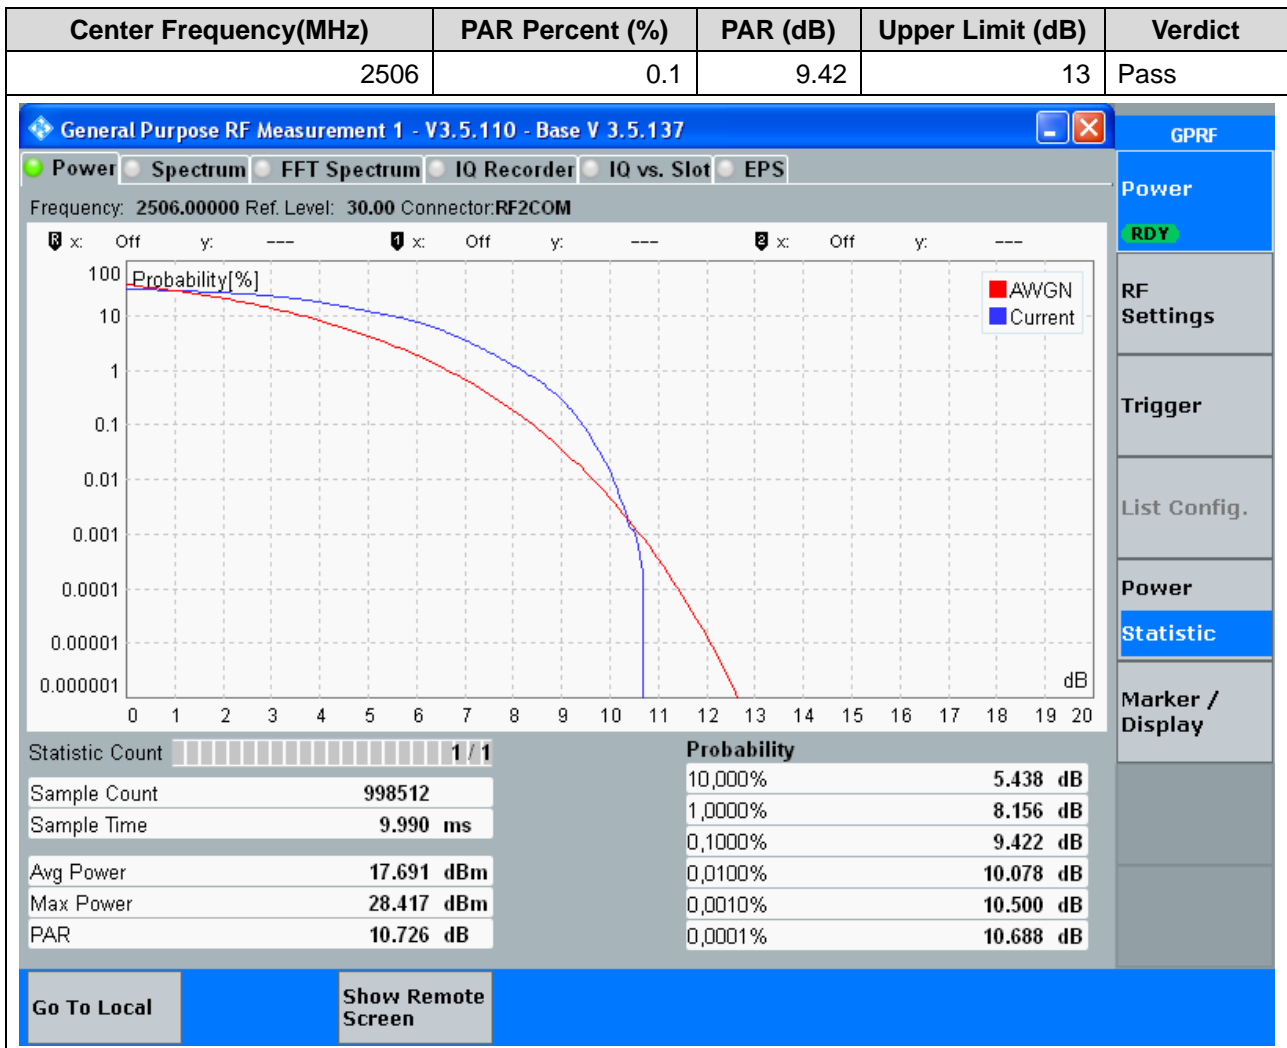 Center Frequency(MHz) PAR Percent (%) PAR (dB) Upper Limit (dB) Verdict
2506 0.1 9.42 13 Pass
General Purpose RF Measurement 1 - V3.5.110 - Base V 3.5.137
GPRF
Power Spectrum FFT Spectrum IQ Recorder IQ vs. Slot EPS
Power
RDY
Frequency: 2506.00000 Ref. Level: 30.00 Connector:RF2COM
R x: Off y: --- 1 x: Off y: --- 2 x: Off y: ---
100 Probability[%]
AWGN
Current
10
1
0.1
0.01
0.001
0.0001
0.00001
0.000001
dB
0 1 2 3 4 5 6 7 8 9 10 11 12 13 14 15 16 17 18 19 20
RF
Settings
Trigger
List Config.
Power
Statistic
Marker /
Display
Statistic Count 1 / 1
Sample Count 998512
Sample Time 9.990 ms
Avg Power 17.691 dBm
Max Power 28.417 dBm
PAR 10.726 dB
Probability
10,000% 5.438 dB
1,0000% 8.156 dB
0,1000% 9.422 dB
0,0100% 10.078 dB
0,0010% 10.500 dB
0,0001% 10.688 dB
Go To Local
Show Remote
Screen